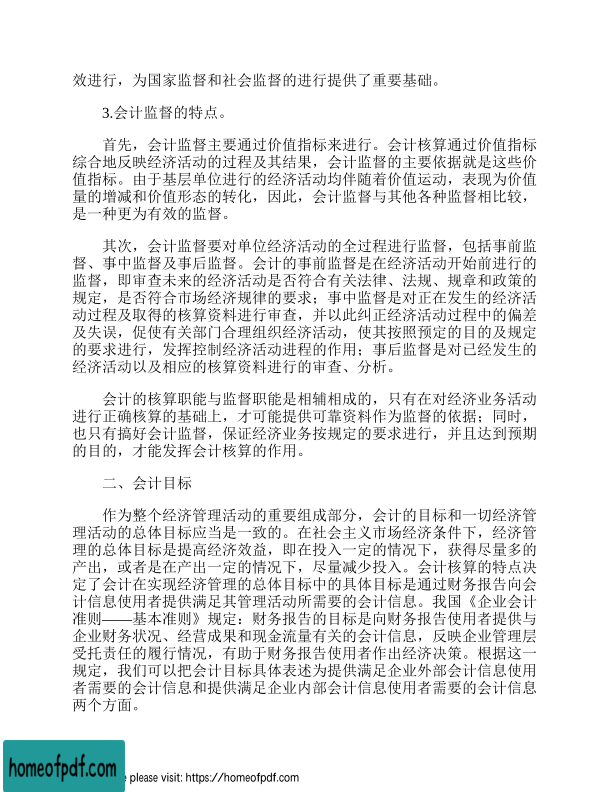 效进行，为国家监督和社会监督的进行提供了重要基础。
3.会计监督的特点。
首先，会计监督主要通过价值指标来进行。会计核算通过价值指标
综合地反映经济活动的过程及其结果，会计监督的主要依据就是这些价
值指标。由于基层单位进行的经济活动均伴随着价值运动，表现为价值
量的增减和价值形态的转化，因此，会计监督与其他各种监督相比较，
是一种更为有效的监督。
其次，会计监督要对单位经济活动的全过程进行监督，包括事前监
督、事中监督及事后监督。会计的事前监督是在经济活动开始前进行的
监督，即审查未来的经济活动是否符合有关法律、法规、规章和政策的
规定，是否符合市场经济规律的要求；事中监督是对正在发生的经济活
动过程及取得的核算资料进行审查，并以此纠正经济活动过程中的偏差
及失误，促使有关部门合理组织经济活动，使其按照预定的目的及规定
的要求进行，发挥控制经济活动进程的作用；事后监督是对已经发生的
经济活动以及相应的核算资料进行的审查、分析。
会计的核算职能与监督职能是相辅相成的，只有在对经济业务活动
进行正确核算的基础上，才可能提供可靠资料作为监督的依据；同时，
也只有搞好会计监督，保证经济业务按规定的要求进行，并且达到预期
的目的，才能发挥会计核算的作用。
二、会计目标
作为整个经济管理活动的重要组成部分，会计的目标和一切经济管
理活动的总体目标应当是一致的。在社会主义市场经济条件下，经济管
理的总体目标是提高经济效益，即在投入一定的情况下，获得尽量多的
产出，或者是在产出一定的情况下，尽量减少投入。会计核算的特点决
定了会计在实现经济管理的总体目标中的具体目标是通过财务报告向会
计信息使用者提供满足其管理活动所需要的会计信息。我国《企业会计
准则——基本准则》规定：财务报告的目标是向财务报告使用者提供与
企业财务状况、经营成果和现金流量有关的会计信息，反映企业管理层
受托责任的履行情况，有助于财务报告使用者作出经济决策。根据这一
规定，我们可以把会计目标具体表述为提供满足企业外部会计信息使用
者需要的会计信息和提供满足企业内部会计信息使用者需要的会计信息
两个方面。
homeofpdf.com
please visit: https://homeofpdf.com